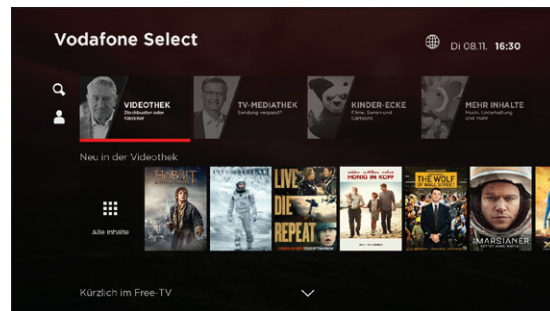 Vodafone Select
Di 08.11. 16:30
VIDEOTHEK
Blockbuster oder
Klassiker
TV-MEDIATHEK
Sendung verpasst?
KINDER-ECKE
Filme, Serien und
Cartoons
MEHR INHALTE
Musik, Unterhaltung
und mehr
Neu in der Videothek
Alle Inhalte
HOBBIT
INTERSTELLAR
LIVE
DIE
REPEAT
HONIG IM KOPF
THE WOLF
OF WALL STREET
MARSIANER
Kürzlich im Free-TV